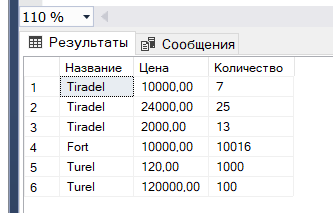 110 %
Результаты Сообщения
Название Цена Количество
1 Tiradel 10000,00 7
2 Tiradel 24000,00 25
3 Tiradel 2000,00 13
4 Fort 10000,00 10016
5 Turel 120,00 1000
6 Turel 120000,00 100